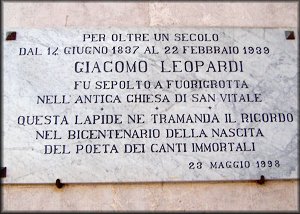 PER OLTRE UN SECOLO
DAL 14 GIUGNO 1837 AL 22 FEBBRAIO 1939
GIACOMO LEOPARDI
FU SEPOLTO A FUORIGROTTA
NELL'ANTICA CHIESA DI SAN VITALE
QUESTA LAPIDE NE TRAMANDA IL RICORDO
NEL BICENTENARIO DELLA NASCITA
DEL POETA DEI CANTI IMMORTALI
23 MAGGIO 1998